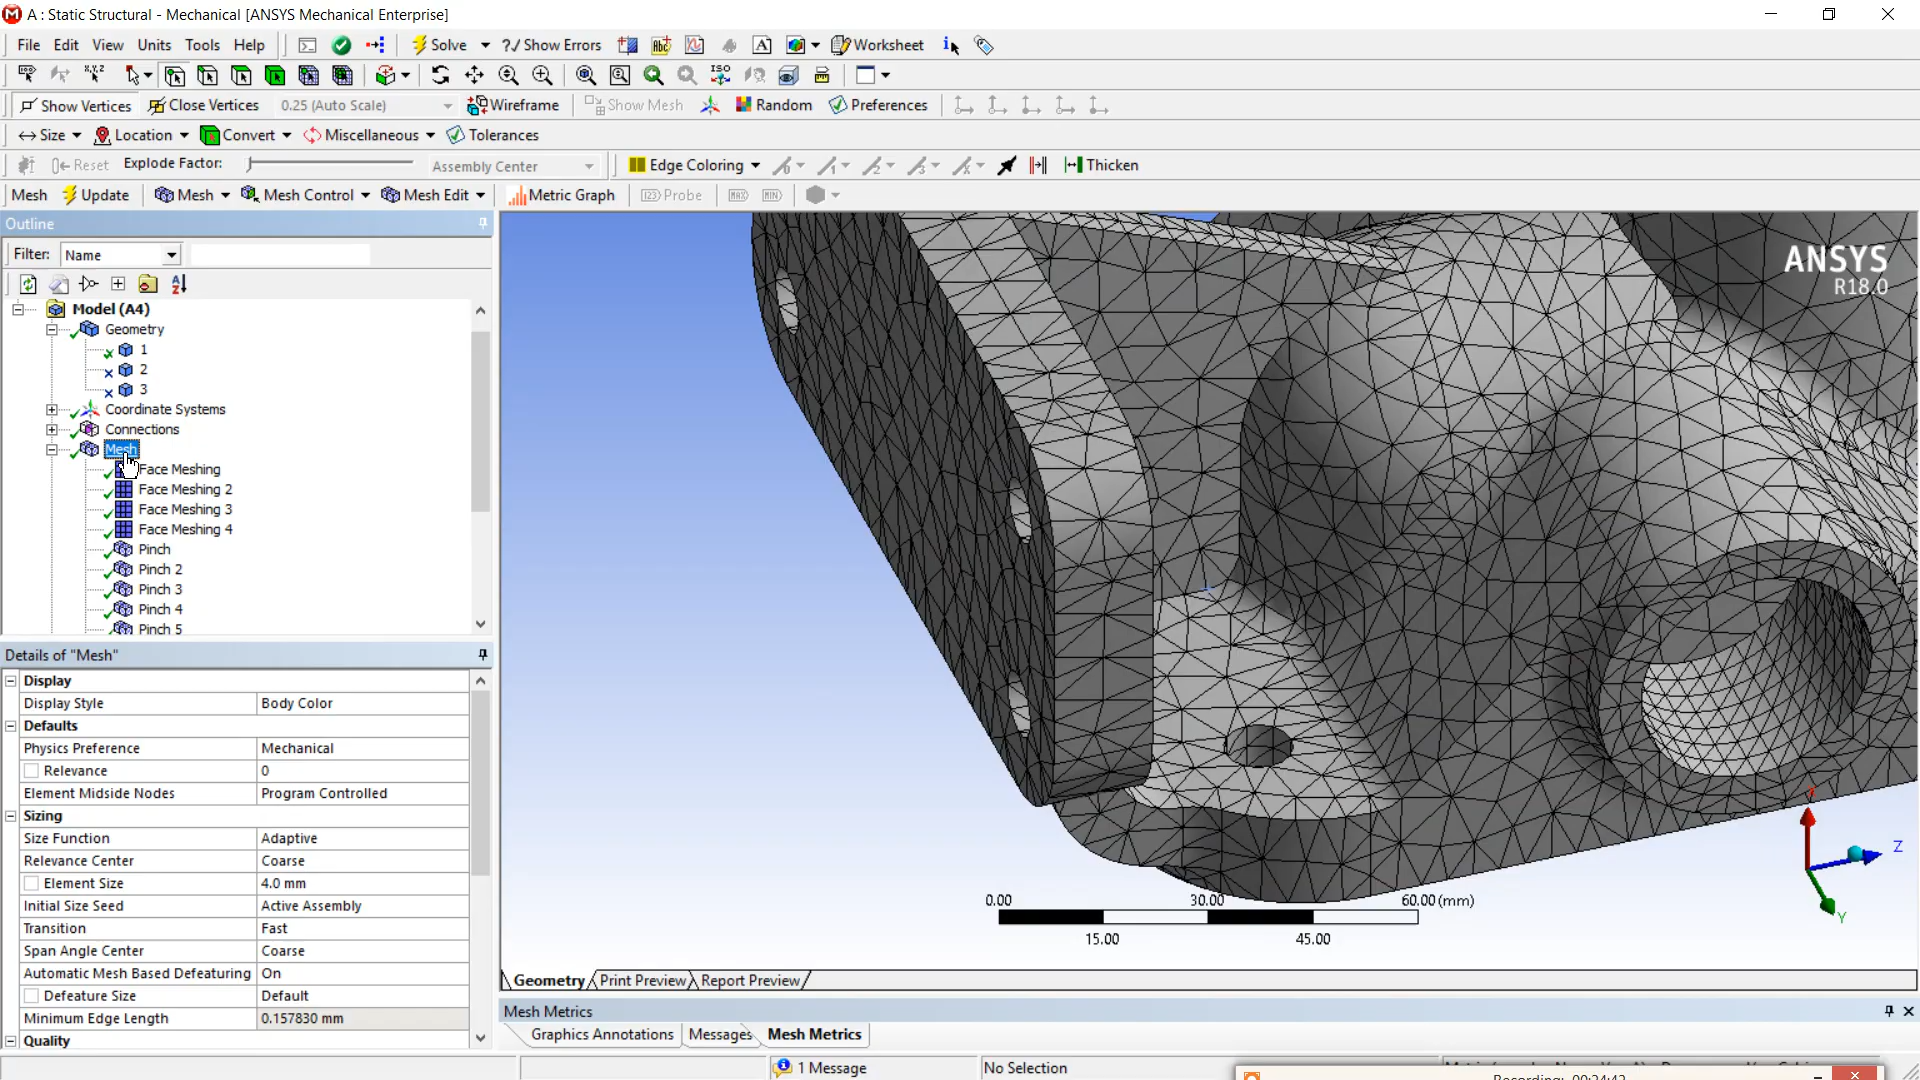 A : Static Structural - Mechanical [ANSYS Mechanical Enterprise]
File Edit View Units Tools Help Solve ?/ Show Errors Abc A Worksheet i
X,Y,Z ISO
Show Vertices Close Vertices 0.25 (Auto Scale) Wireframe Show Mesh Random Preferences
Size Location Convert Miscellaneous Tolerances
Reset Explode Factor: Assembly Center Edge Coloring Thicken
Mesh Update Mesh Mesh Control Mesh Edit Metric Graph Probe MAX MIN
Outline
Filter: Name
Model (A4)
Geometry
1
2
3
Coordinate Systems
Connections
Mesh
Face Meshing
Face Meshing 2
Face Meshing 3
Face Meshing 4
Pinch
Pinch 2
Pinch 3
Pinch 4
Pinch 5
Details of "Mesh"
Display
Display Style Body Color
Defaults
Physics Preference Mechanical
Relevance 0
Element Midside Nodes Program Controlled
Sizing
Size Function Adaptive
Relevance Center Coarse
Element Size 4.0 mm
Initial Size Seed Active Assembly
Transition Fast
Span Angle Center Coarse
Automatic Mesh Based Defeaturing On
Defeature Size Default
Minimum Edge Length 0.157830 mm
Quality
ANSYS
R18.0
Z
Y
0.00 30.00 60.00 (mm)
15.00 45.00
Geometry Print Preview Report Preview
Mesh Metrics
Graphics Annotations Messages Mesh Metrics
1 Message No Selection
Recording: 00:24:42